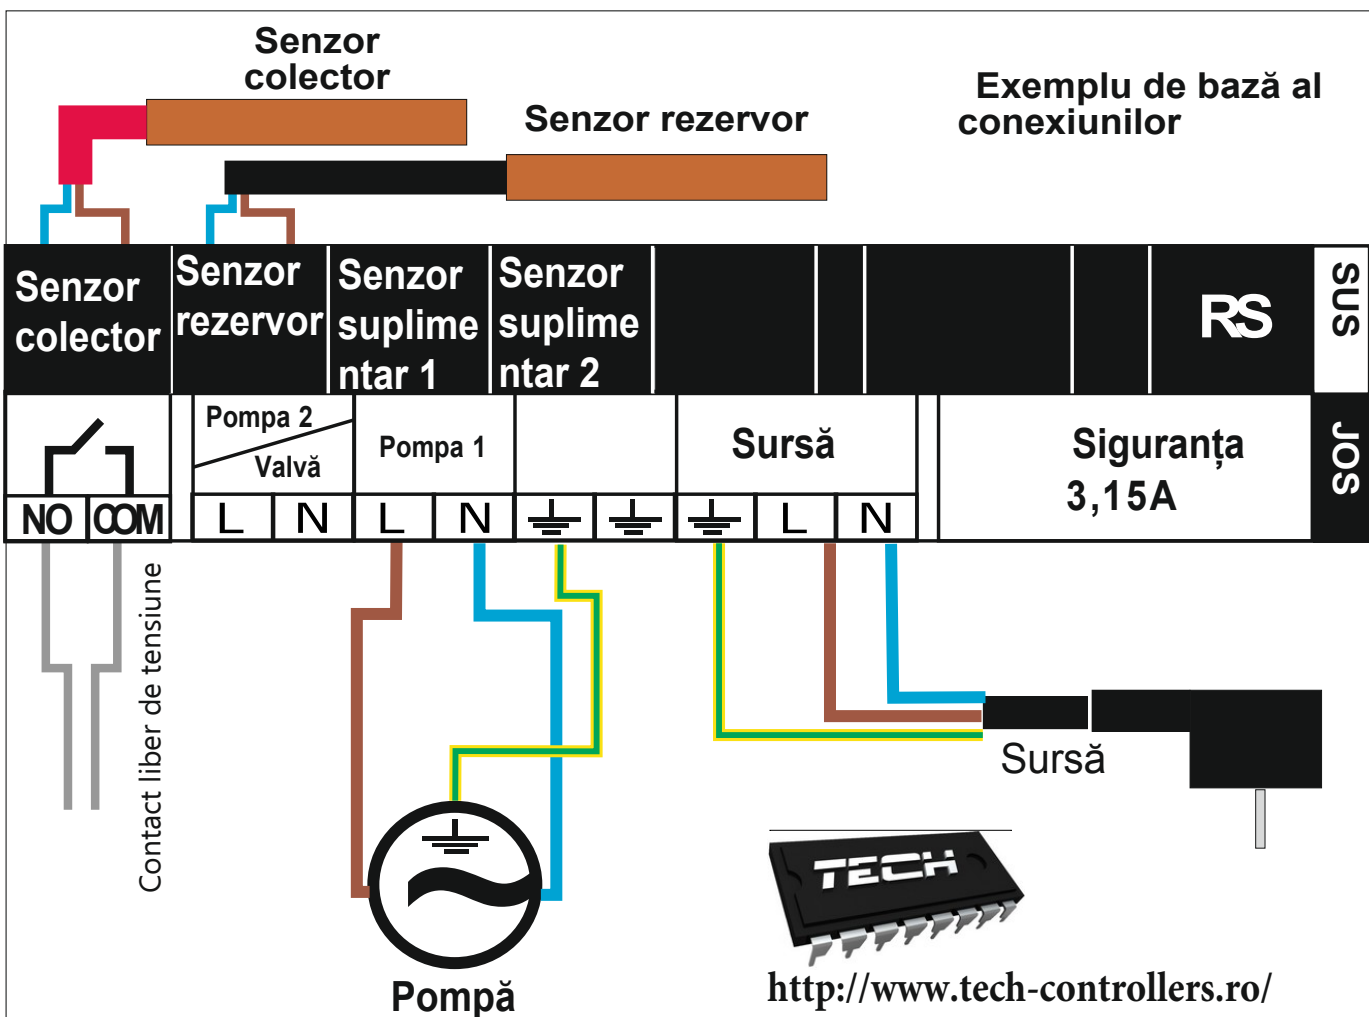 Senzor
colector
Senzor rezervor
Exemplu de bază al
conexiunilor
Senzor
colector
Senzor
rezervor
Senzor
suplime
ntar 1
Senzor
suplime
ntar 2
RS
SUS
Pompa 2
Valvă
Pompa 1
Sursă
Siguranța
3,15A
JOS
NO COM L N L N L N
Contact liber de tensiune
Sursă
TECH
Pompă
http://www.tech-controllers.ro/